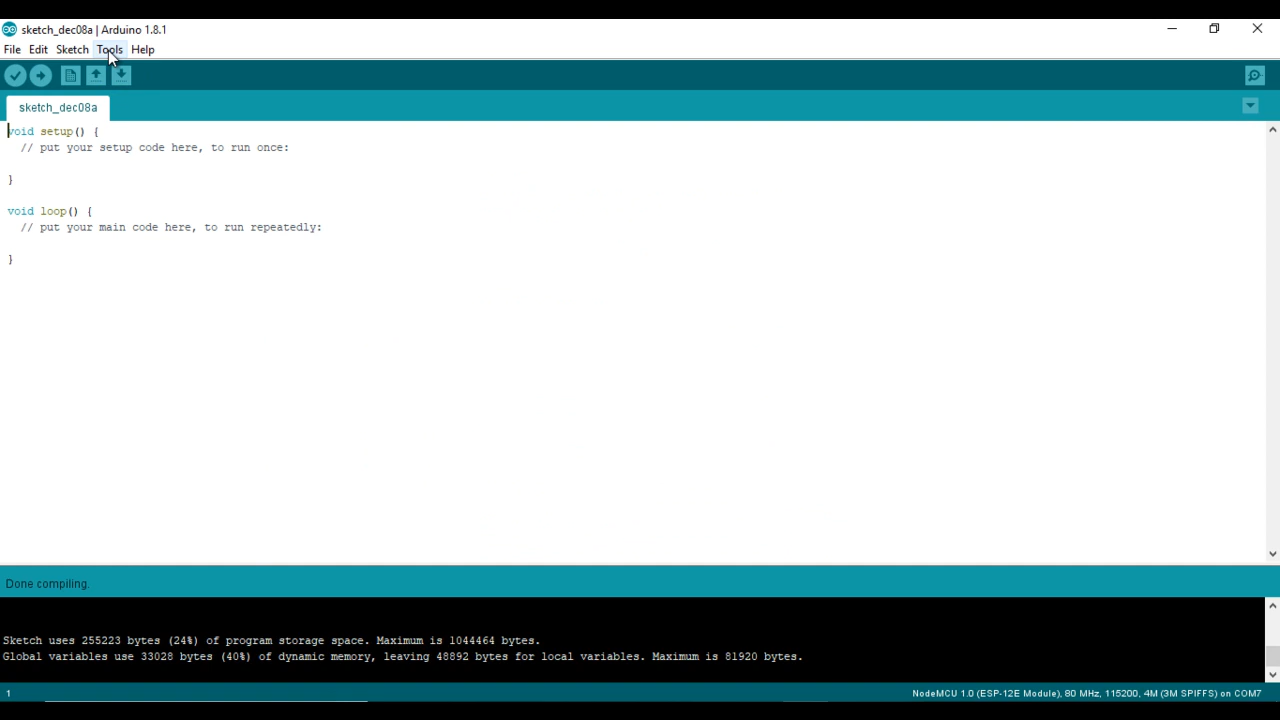 sketch_dec08a | Arduino 1.8.1
File Edit Sketch Tools Help
sketch_dec08a
void setup() {
// put your setup code here, to run once:
}
void loop() {
// put your main code here, to run repeatedly:
}
Done compiling.
Sketch uses 255223 bytes (24%) of program storage space. Maximum is 1044464 bytes.
Global variables use 33028 bytes (40%) of dynamic memory, leaving 48892 bytes for local variables. Maximum is 81920 bytes.
1 NodeMCU 1.0 (ESP-12E Module), 80 MHz, 115200, 4M (3M SPIFFS) on COM7